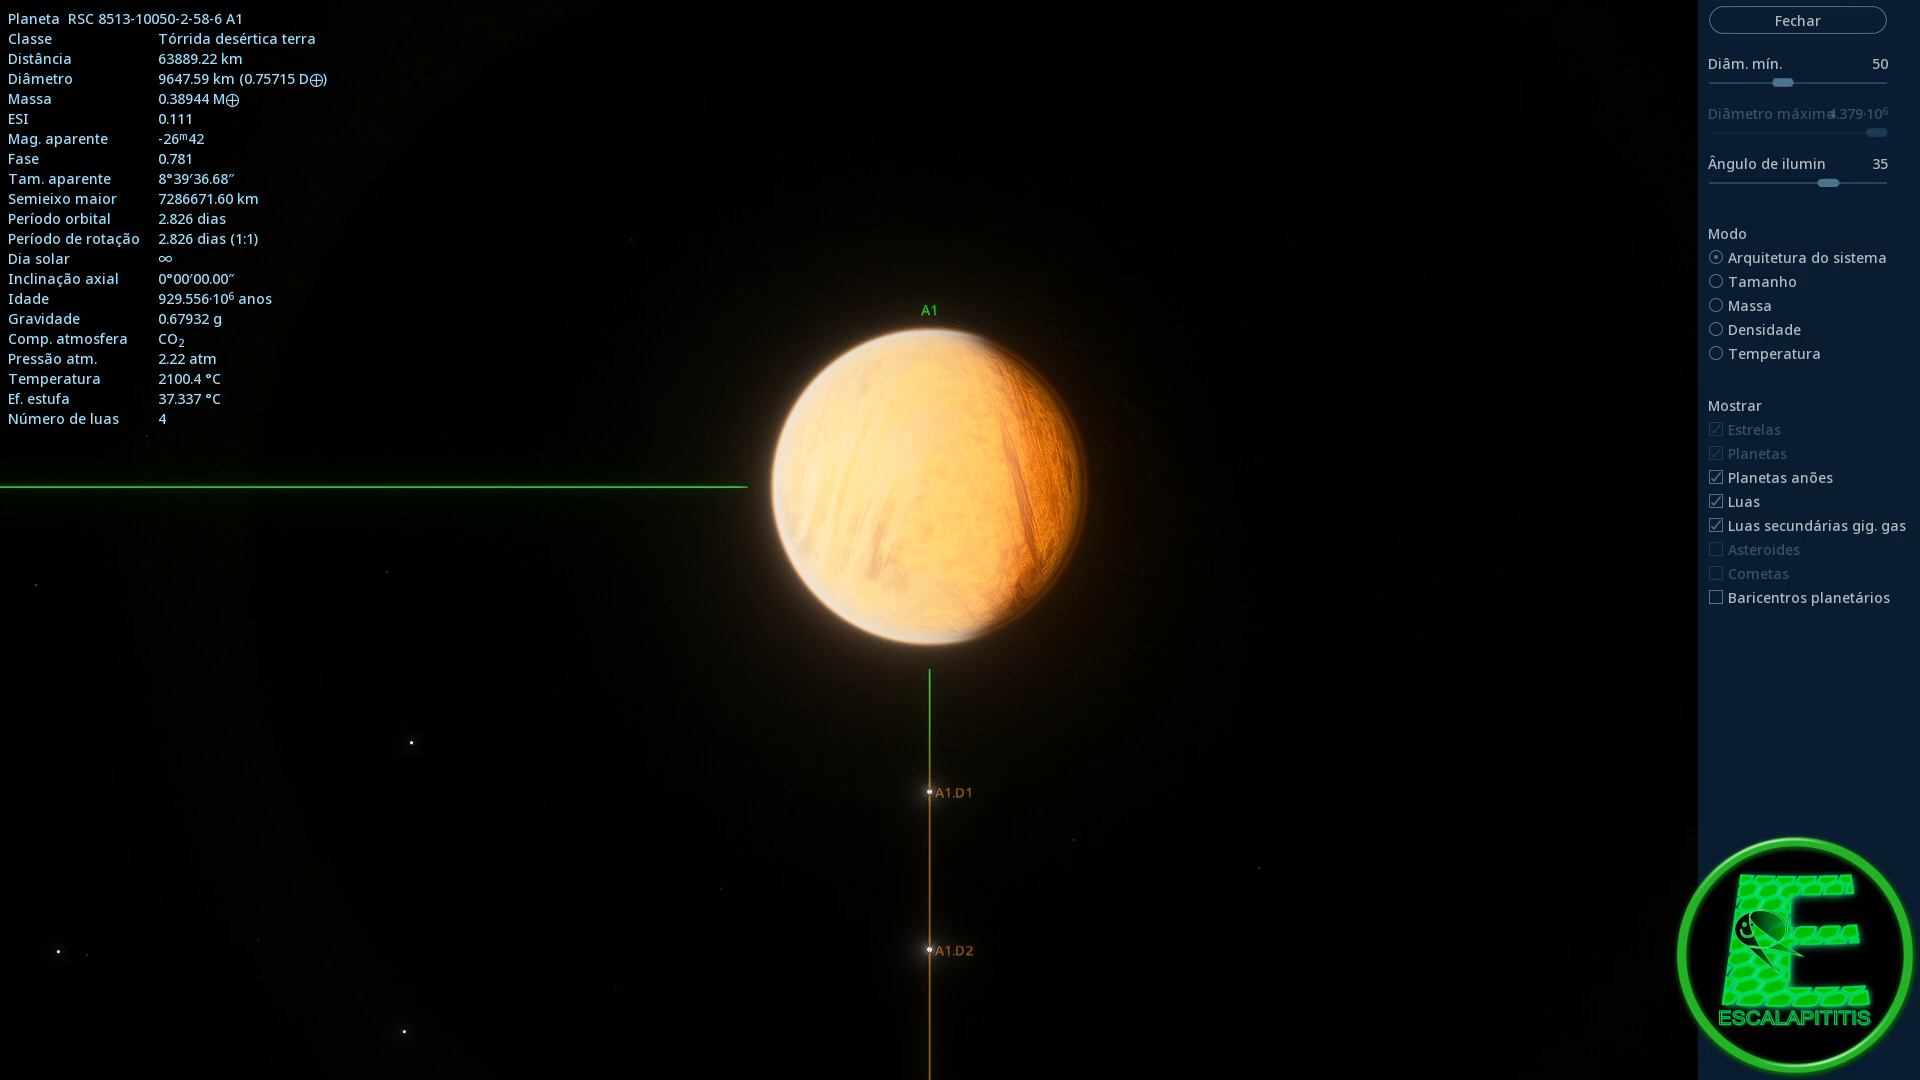 Planeta RSC 8513-10050-2-58-6 A1
Classe Tórrida desértica terra
Distância 63889.22 km
Diâmetro 9647.59 km (0.75715 D⊕)
Massa 0.38944 M⊕
ESI 0.111
Mag. aparente -26ᵐ42
Fase 0.781
Tam. aparente 8°39′36.68″
Semieixo maior 7286671.60 km
Período orbital 2.826 dias
Período de rotação 2.826 dias (1:1)
Dia solar ∞
Inclinação axial 0°00′00.00″
Idade 929.556·10⁶ anos
Gravidade 0.67932 g
Comp. atmosfera CO₂
Pressão atm. 2.22 atm
Temperatura 2100.4 °C
Ef. estufa 37.337 °C
Número de luas 4
A1
A1.D1
A1.D2
Fechar
Diâm. mín. 50
Diâmetro máximo 4.379·10⁶
Ângulo de ilumin 35
Modo
Arquitetura do sistema
Tamanho
Massa
Densidade
Temperatura
Mostrar
Estrelas
Planetas
Planetas anões
Luas
Luas secundárias gig. gas
Asteroides
Cometas
Baricentros planetários
E
ESCALAPITITIS